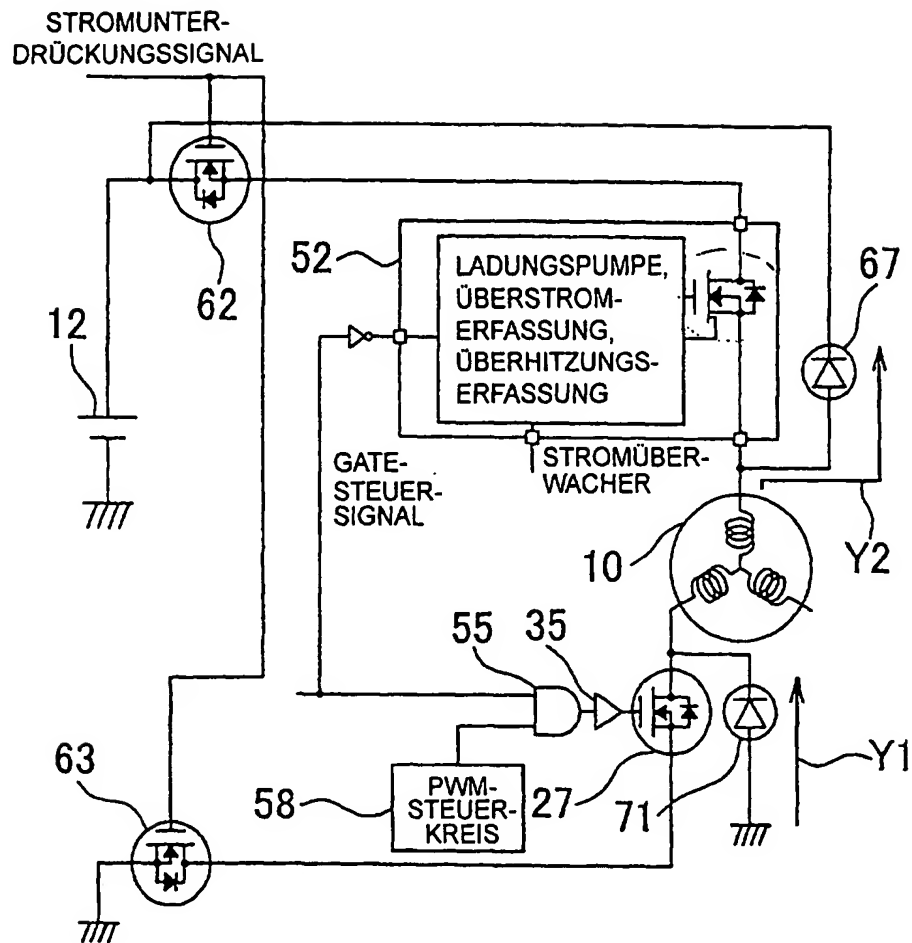 STROMUNTER-
DRÜCKUNGSSIGNAL
62
52
LADUNGSPUMPE,
ÜBERSTROM-
ERFASSUNG,
ÜBERHITZUNGS-
ERFASSUNG
67
12
GATE-
STEUER-
SIGNAL
STROMÜBER-
WACHER
10
Y2
55
35
63
58
PWM-
STEUER-
KREIS
27
71
Y1